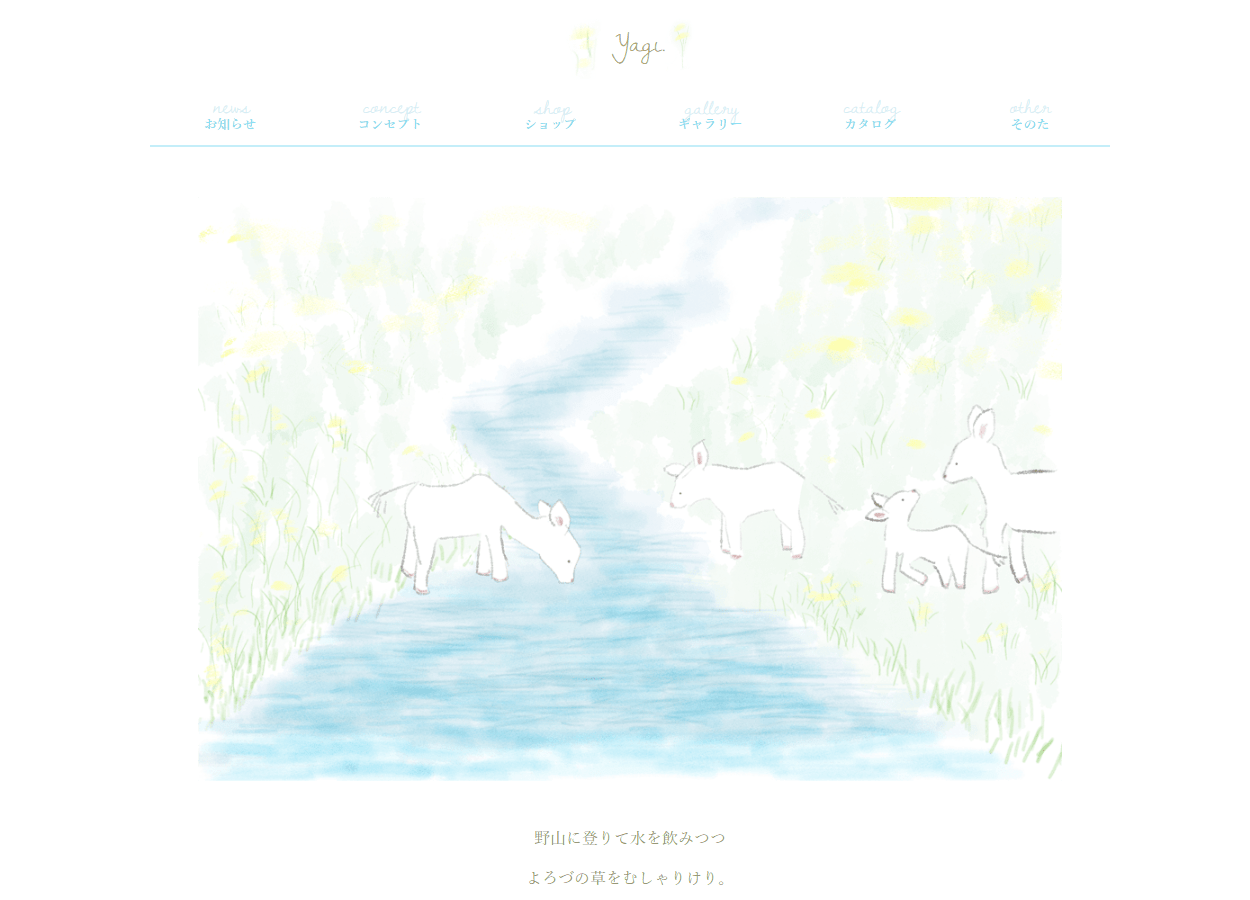 Yagi.
news
お知らせ
concept
コンセプト
shop
ショップ
gallery
ギャラリー
catalog
カタログ
other
そのた
野山に登りて水を飲みつつ
よろづの草をむしゃりけり。